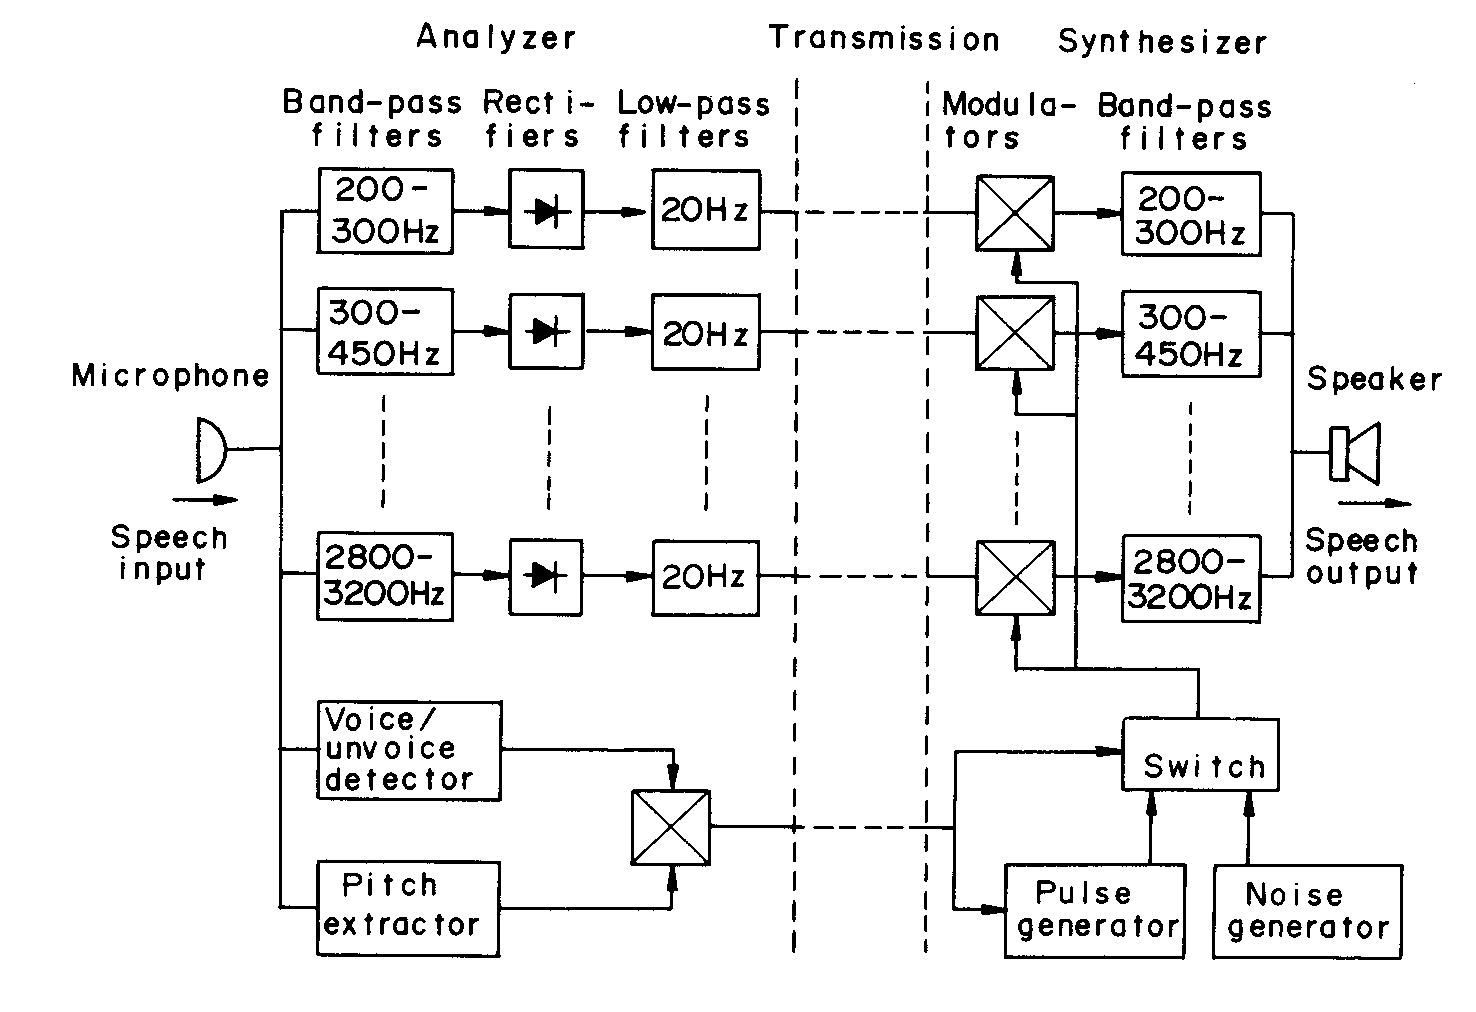 Analyzer
Transmission
Synthesizer
Band-pass
filters
Recti-
fiers
Low-pass
filters
Modula-
tors
Band-pass
filters
200-
300Hz
20Hz
200-
300Hz
300-
450Hz
20Hz
300-
450Hz
Microphone
Speaker
Speech
input
2800-
3200Hz
20Hz
2800-
3200Hz
Speech
output
Voice/
unvoice
detector
Switch
Pitch
extractor
Pulse
generator
Noise
generator